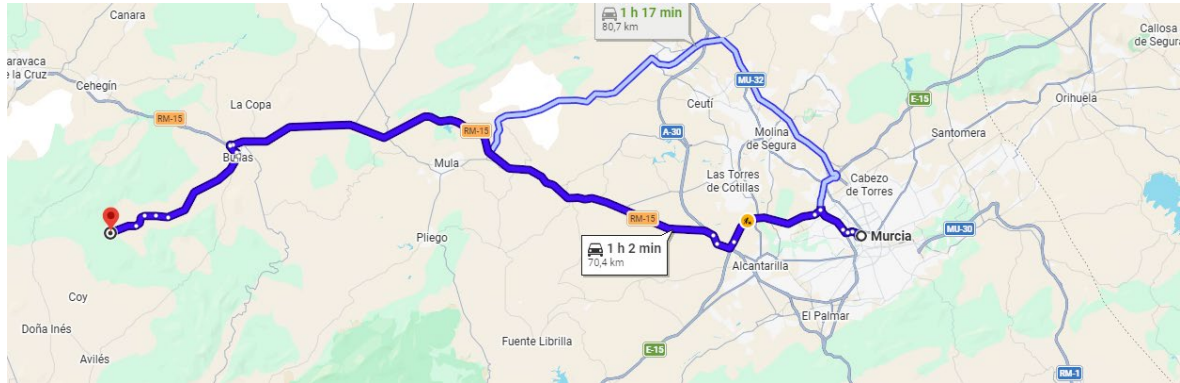 Canara
1 h 17 min
80,7 km
Callosa
de Segura
aravaca
e la Cruz
Cehegín
La Copa
RM-15
MU-32
E-15
Orihuela
Ceutí
RM-15
A-30
Molina
de Segura
Santomera
Bullas
Mula
Las Torres
de Cotillas
Cabezo
de Torres
RM-15
Murcia
MU-30
Pliego
1 h 2 min
70,4 km
Alcantarilla
Coy
El Palmar
Doña Inés
Fuente Librilla
E-15
Avilés
RM-1